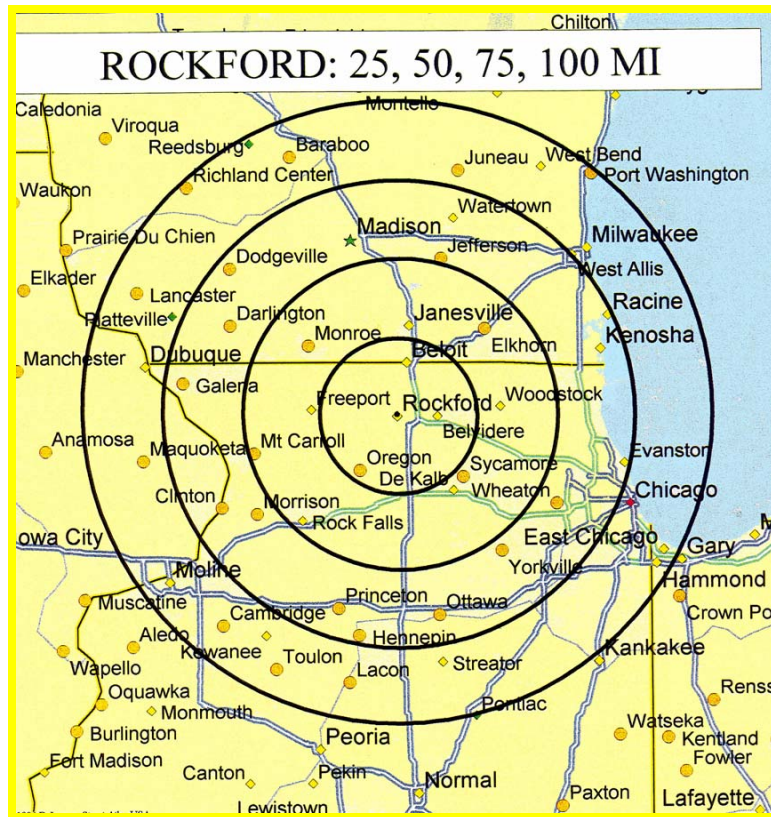 Chilton
ROCKFORD: 25, 50, 75, 100 MI
Caledonia
Montello
Viroqua
Reedsburg
Baraboo
Juneau
West Bend
Port Washington
Richland Center
Waukon
Watertown
Madison
Milwaukee
Prairie Du Chien
Jefferson
Dodgeville
West Allis
Elkader
Lancaster
Racine
Platteville
Darlington
Janesville
Monroe
Elkhorn
Kenosha
Manchester
Dubuque
Beloit
Galena
Freeport
Rockford
Woodstock
Belvidere
Anamosa
Maquoketa
Mt Carroll
Evanston
Oregon
Sycamore
De Kalb
Wheaton
Chicago
Clinton
Morrison
Rock Falls
East Chicago
owa City
Gary
Yorkville
Moline
Hammond
Princeton
Muscatine
Cambridge
Ottawa
Crown Po
Hennepin
Aledo
Kewanee
Kankakee
Wapello
Toulon
Lacon
Streator
Renss
Oquawka
Monmouth
Pontiac
Burlington
Watseka
Peoria
Kentland
Fort Madison
Fowler
Canton
Pekin
Normal
Lewistown
Paxton
Lafayette